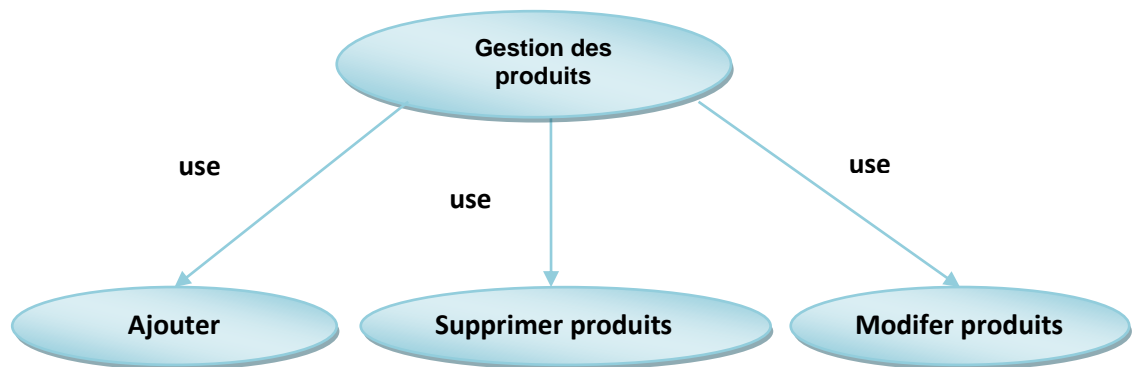 Gestion des
produits
use
use
use
Ajouter
Supprimer produits
Modifer produits